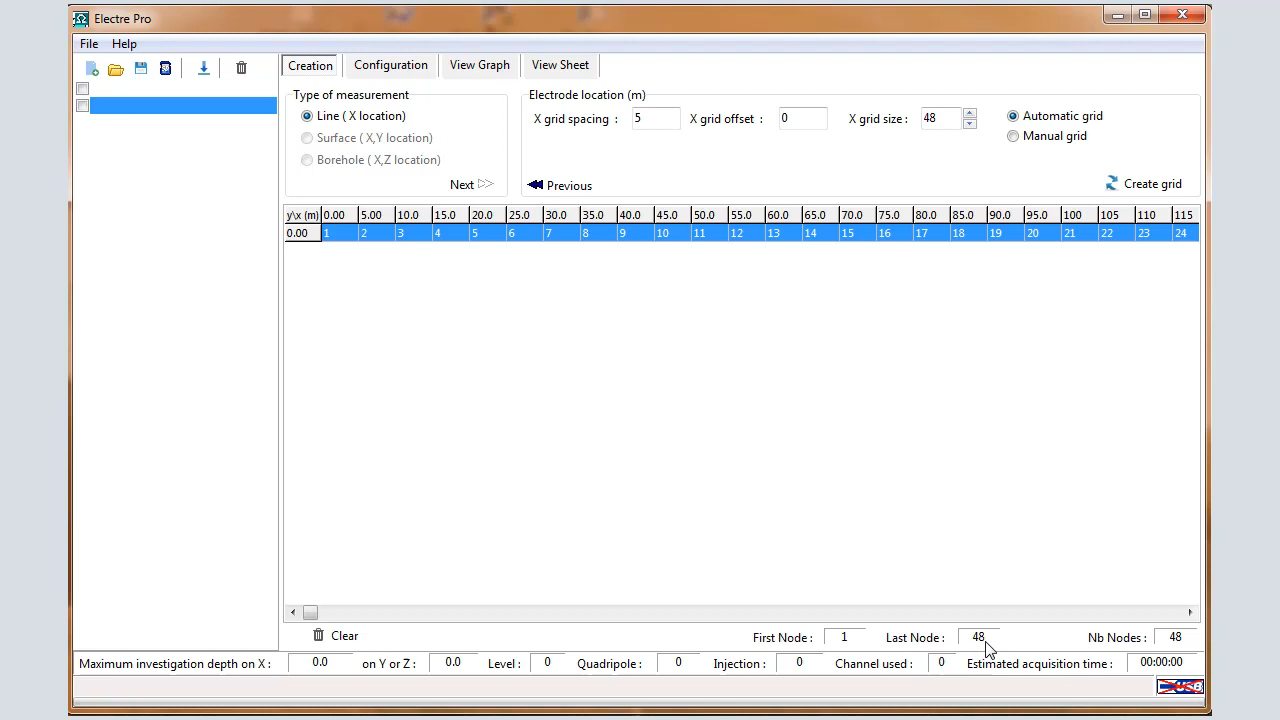 Electre Pro
File Help
Creation Configuration View Graph View Sheet
Type of measurement
Line ( X location)
Surface ( X,Y location)
Borehole ( X,Z location)
Next
Electrode location (m)
X grid spacing : 5 X grid offset : 0 X grid size : 48
Automatic grid
Manual grid
Previous
Create grid
y\x (m) 0.00 5.00 10.0 15.0 20.0 25.0 30.0 35.0 40.0 45.0 50.0 55.0 60.0 65.0 70.0 75.0 80.0 85.0 90.0 95.0 100 105 110 115
0.00 1 2 3 4 5 6 7 8 9 10 11 12 13 14 15 16 17 18 19 20 21 22 23 24
Clear First Node : 1 Last Node : 48 Nb Nodes : 48
Maximum investigation depth on X : 0.0 on Y or Z : 0.0 Level : 0 Quadripole : 0 Injection : 0 Channel used : 0 Estimated acquisition time : 00:00:00
USB